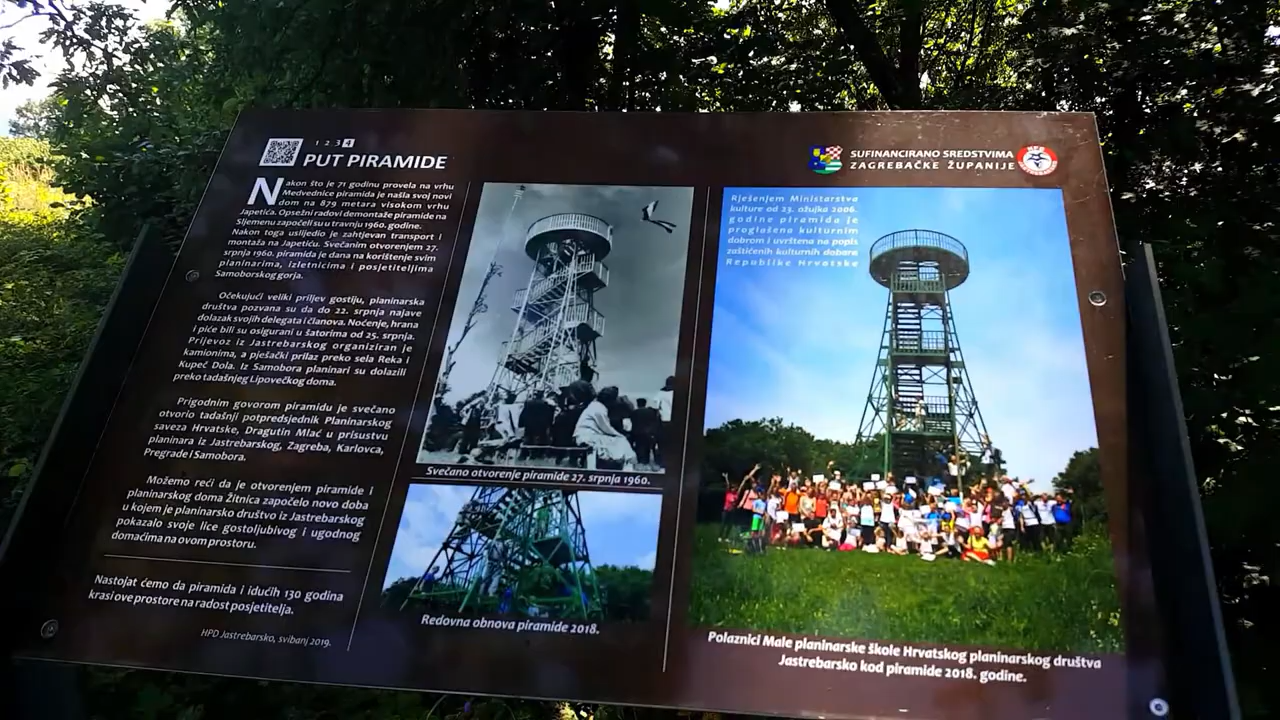 1 2 3 4
PUT PIRAMIDE
Nakon što je 71 godinu provela na vrhu
Medvednice piramida je našla svoj novi
dom na 879 metara visokom vrhu
Japetića. Opsežni radovi demontaže piramide na
Sljemenu započeli su u travnju 1960. godine.
Nakon toga uslijedio je zahtjevan transport i
montaža na Japetiću. Svečanim otvorenjem 27.
srpnja 1960. piramida je dana na korištenje svim
planinarima, izletnicima i posjetiteljima
Samoborskog gorja.
Očekujući veliki priljev gostiju, planinarska
društva pozvana su da do 22. srpnja najave
dolazak svojih delegata i članova. Noćenje, hrana
i piće bili su osigurani u šatorima od 25. srpnja.
Prijevoz iz Jastrebarskog organiziran je
kamionima, a pješački prilaz preko sela Reka i
Kupeč Dola. Iz Samobora planinari su dolazili
preko tadašnjeg Lipovečkog doma.
Prigodnim govorom piramidu je svečano
otvorio tadašnji potpredsjednik Planinarskog
saveza Hrvatske, Dragutin Mlač u prisustvu
planinara iz Jastrebarskog, Zagreba, Karlovca,
Pregrade i Samobora.
Možemo reći da je otvorenjem piramide i
planinarskog doma Žitnica započelo novo doba
u kojem je planinarsko društvo iz Jastrebarskog
pokazalo svoje lice gostoljubivog i ugodnog
domaćina na ovom prostoru.
Nastojat ćemo da piramida i idućih 130 godina
krasi ove prostore na radost posjetitelja.
HPD Jastrebarsko, svibanj 2019.
Svečano otvorenje piramide 27. srpnja 1960.
Redovna obnova piramide 2018.
SUFINANCIRANO SREDSTVIMA
ZAGREBAČKE ŽUPANIJE
Rješenjem Ministarstva
kulture od 23. ožujka 2006.
godine piramida je
proglašena kulturnim
dobrom i uvrštena na popis
zaštićenih kulturnih dobara
Republike Hrvatske
Polaznici Male planinarske škole Hrvatskog planinarskog društva
Jastrebarsko kod piramide 2018. godine.